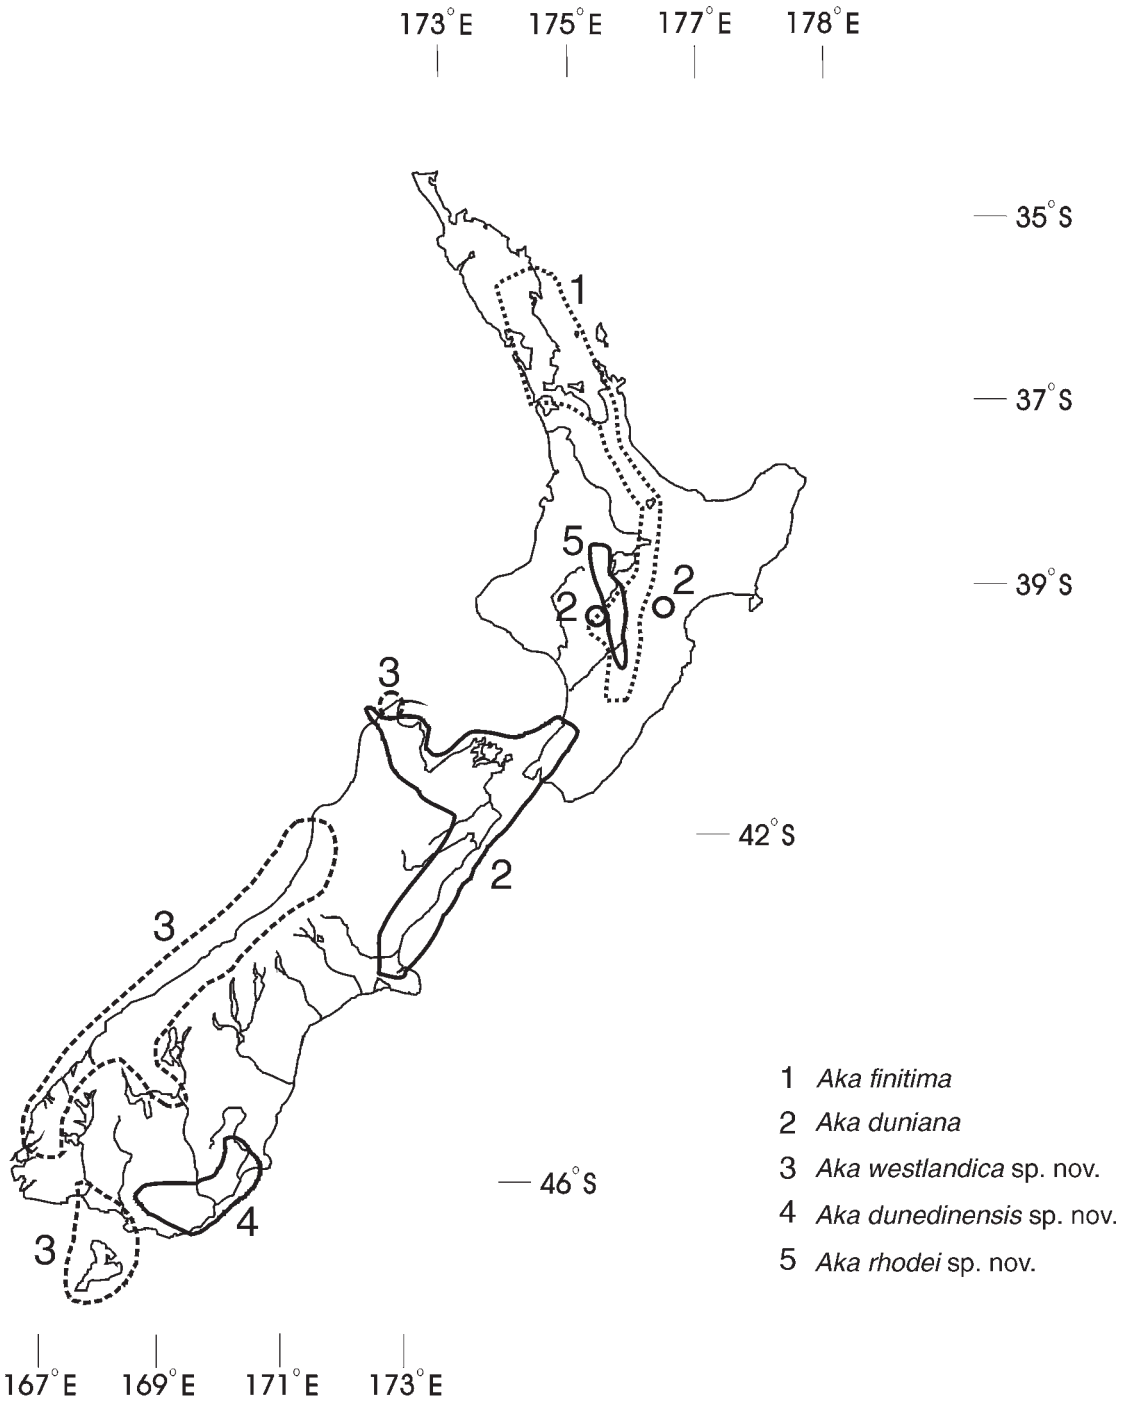 173°E 175°E 177°E 178°E
35°S
1
37°S
5
39°S
2
2
3
42°S
2
3
1 Aka finitima
2 Aka duniana
3 Aka westlandica sp. nov.
46°S
4 Aka dunedinensis sp. nov.
4
3
5 Aka rhodei sp. nov.
167°E 169°E 171°E 173°E